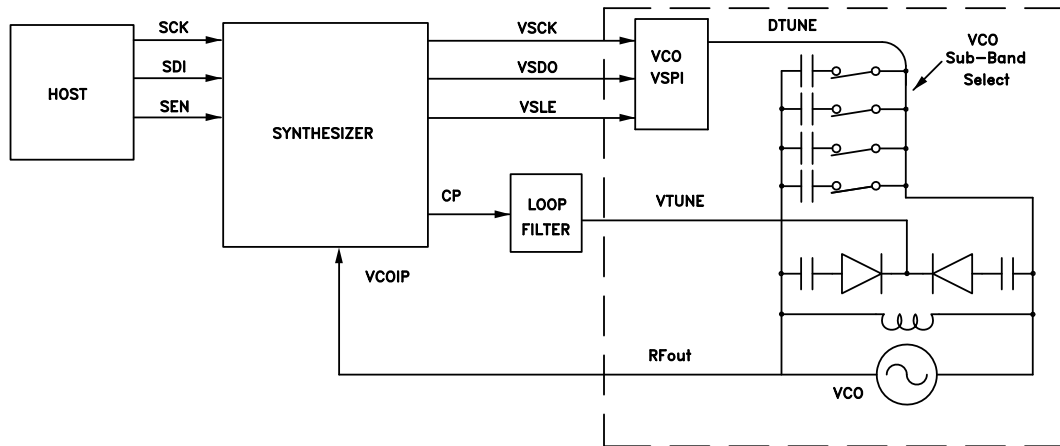 HOST
SCK
SDI
SEN
SYNTHESIZER
VSCK
VSDO
VSLE
VCO
VSPI
DTUNE
VCO
Sub-Band
Select
CP
LOOP
FILTER
VTUNE
VCOIP
RFout
VCO